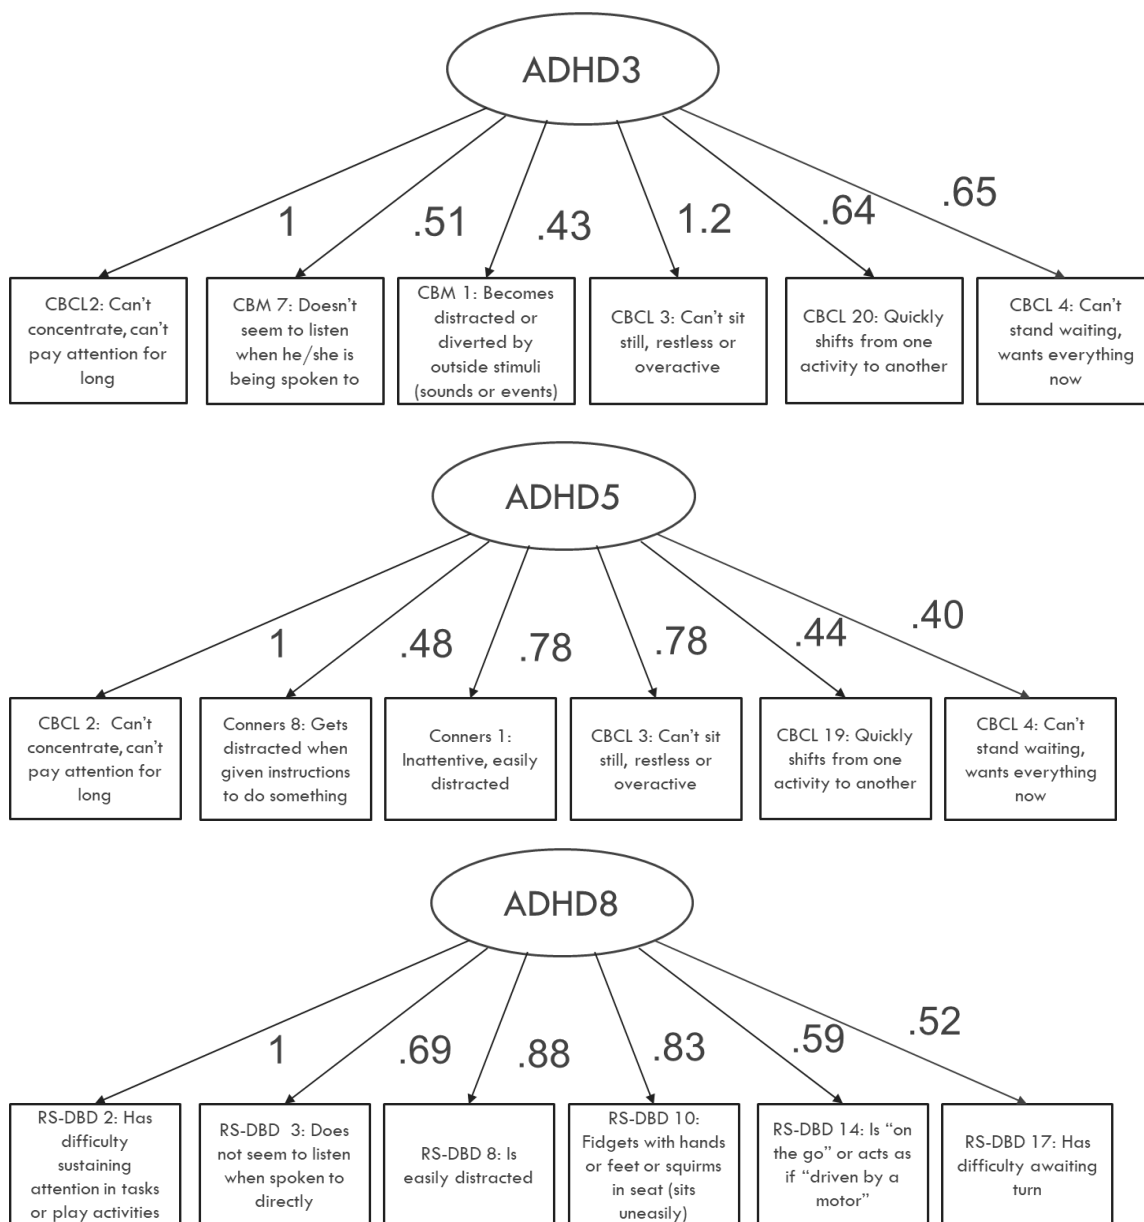 ADHD3
1
.51
.43
1.2
.64
.65
CBCL2: Can't
concentrate, can't
pay attention for
long
CBM 7: Doesn't
seem to listen
when he/she is
being spoken to
CBM 1: Becomes
distracted or
diverted by
outside stimuli
(sounds or events)
CBCL 3: Can't sit
still, restless or
overactive
CBCL 20: Quickly
shifts from one
activity to another
CBCL 4: Can't
stand waiting,
wants everything
now
ADHD5
1
.48
.78
.78
.44
.40
CBCL 2: Can't
concentrate, can't
pay attention for
long
Conners 8: Gets
distracted when
given instructions
to do something
Conners 1:
Inattentive, easily
distracted
CBCL 3: Can't sit
still, restless or
overactive
CBCL 19: Quickly
shifts from one
activity to another
CBCL 4: Can't
stand waiting,
wants everything
now
ADHD8
1
.69
.88
.83
.59
.52
RS-DBD 2: Has
difficulty
sustaining
attention in tasks
or play activities
RS-DBD 3: Does
not seem to listen
when spoken to
directly
RS-DBD 8: Is
easily distracted
RS-DBD 10:
Fidgets with hands
or feet or squirms
in seat (sits
uneasily)
RS-DBD 14: Is "on
the go" or acts as
if "driven by a
motor"
RS-DBD 17: Has
difficulty awaiting
turn